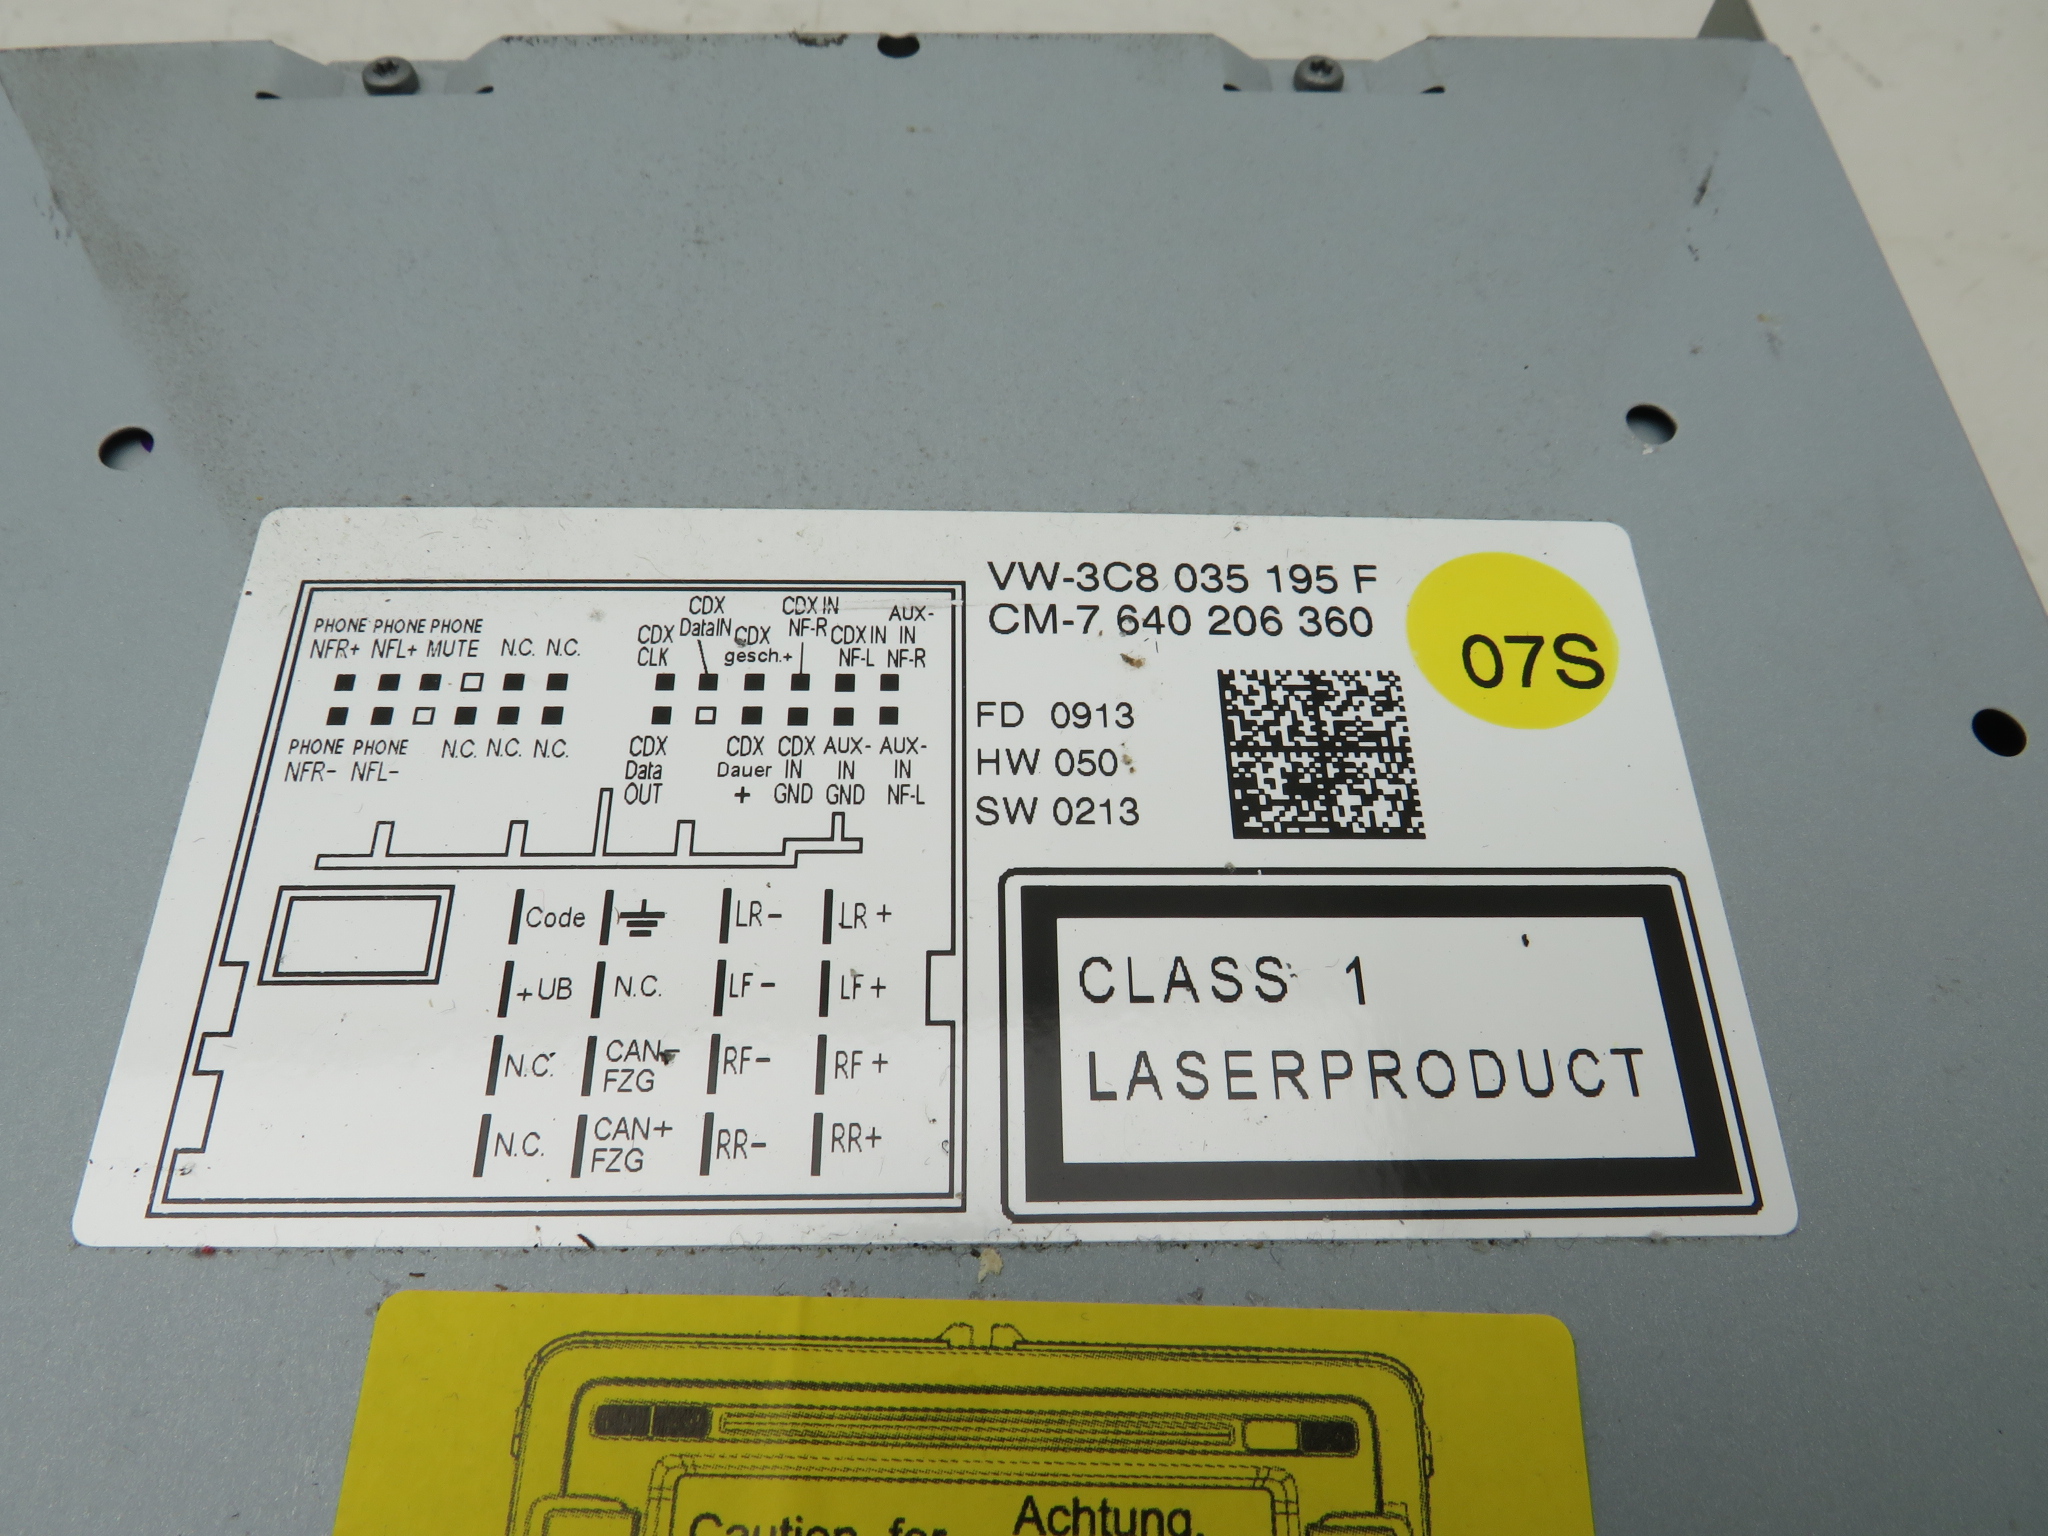 VW-3C8 035 195 F
CM-7 640 206 360
07S
FD 0913
HW 050
SW 0213
CLASS 1
LASERPRODUCT
PHONE PHONE PHONE
NFR+ NFL+ MUTE N.C. N.C.
CDX CLK
CDX DataIN
CDX gesch.+
CDX IN NF-R
CDX IN NF-L
AUX-IN NF-R
PHONE PHONE
NFR- NFL-
N.C. N.C. N.C.
CDX Data OUT
CDX Dauer +
CDX IN GND
AUX-IN GND
AUX-IN NF-L
Code LR- LR+
+UB N.C. LF- LF+
N.C. CAN- FZG RF- RF+
N.C. CAN+ FZG RR- RR+
Caution for
Achtung,